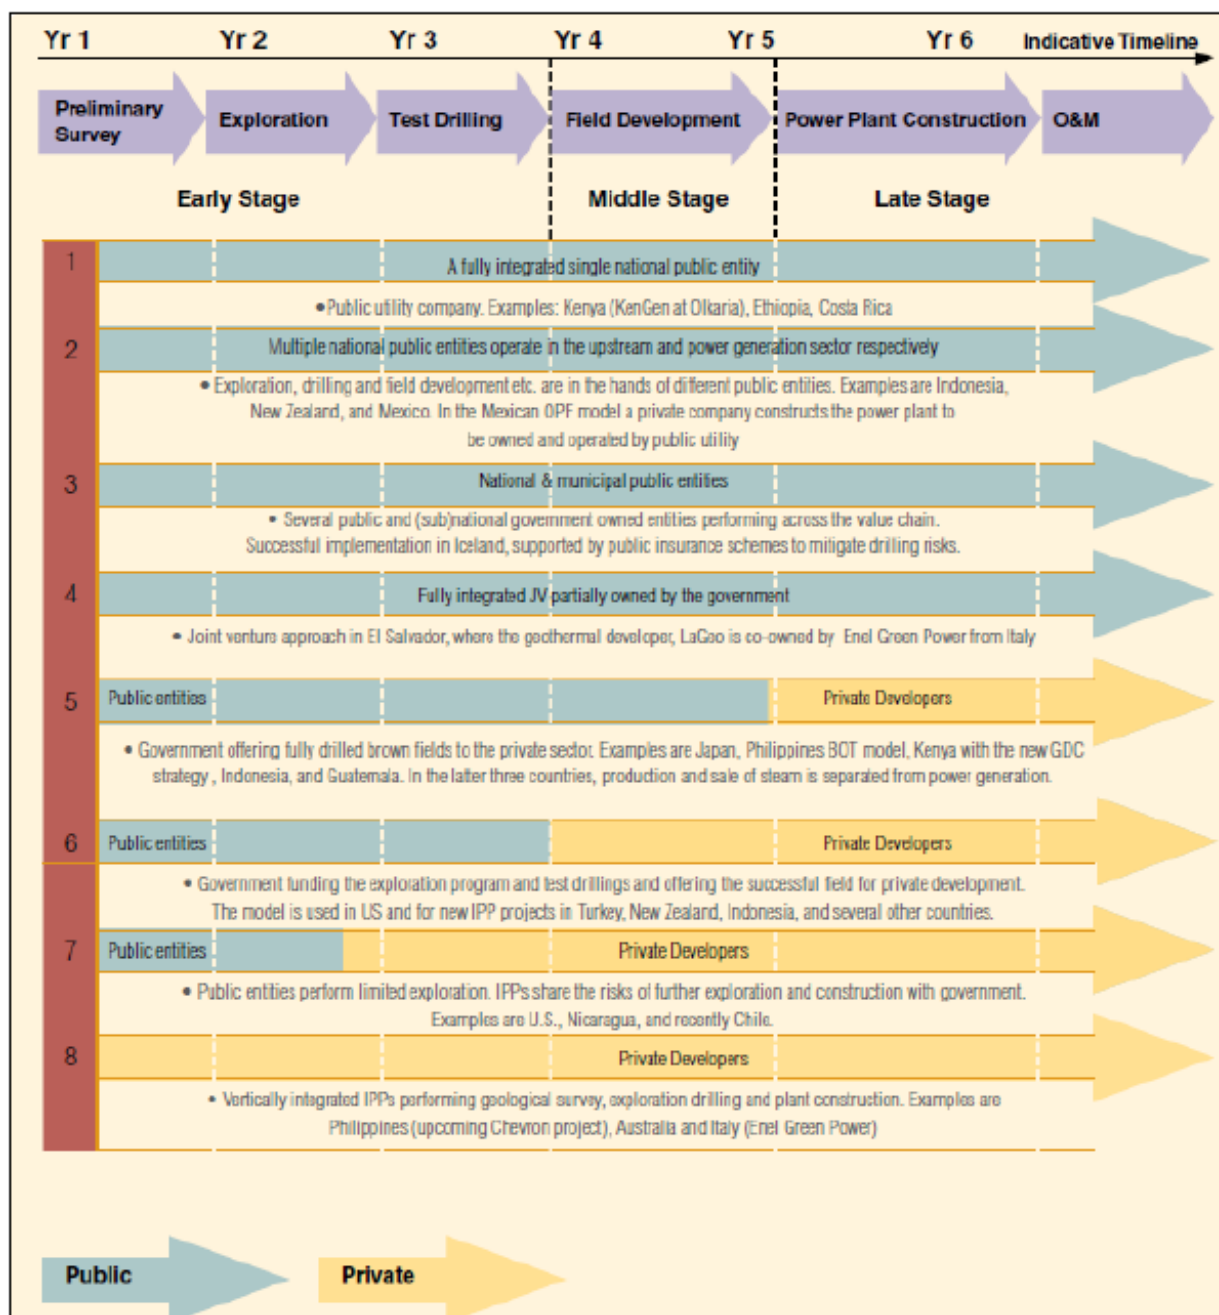 Yr 1 Yr 2 Yr 3 Yr 4 Yr 5 Yr 6 Indicative Timeline
Preliminary
Survey
Exploration
Test Drilling
Field Development
Power Plant Construction
O&M
Early Stage
Middle Stage
Late Stage
1
A fully integrated single national public entity
•Public utility company. Examples: Kenya (KenGen at Olkaria), Ethiopia, Costa Rica
2
Multiple national public entities operate in the upstream and power generation sector respectively
• Exploration, drilling and field development etc. are in the hands of different public entities. Examples are Indonesia,
New Zealand, and Mexico. In the Mexican OPF model a private company constructs the power plant to
be owned and operated by public utility
3
National & municipal public entities
• Several public and (sub)national government owned entities performing across the value chain.
Successful implementation in Iceland, supported by public insurance schemes to mitigate drilling risks.
4
Fully integrated JV partially owned by the government
• Joint venture approach in El Salvador, where the geothermal developer, LaGeo is co-owned by Enel Green Power from Italy
5
Public entities
Private Developers
• Government offering fully drilled brown fields to the private sector. Examples are Japan, Philippines BOT model, Kenya with the new GDC
strategy , Indonesia, and Guatemala. In the latter three countries, production and sale of steam is separated from power generation.
6
Public entities
Private Developers
• Government funding the exploration program and test drillings and offering the successful field for private development.
The model is used in US and for new IPP projects in Turkey, New Zealand, Indonesia, and several other countries.
7
Public entities
Private Developers
• Public entities perform limited exploration. IPPs share the risks of further exploration and construction with government.
Examples are U.S., Nicaragua, and recently Chile.
8
Private Developers
• Vertically integrated IPPs performing geological survey, exploration drilling and plant construction. Examples are
Philippines (upcoming Chevron project), Australia and Italy (Enel Green Power)
Public
Private